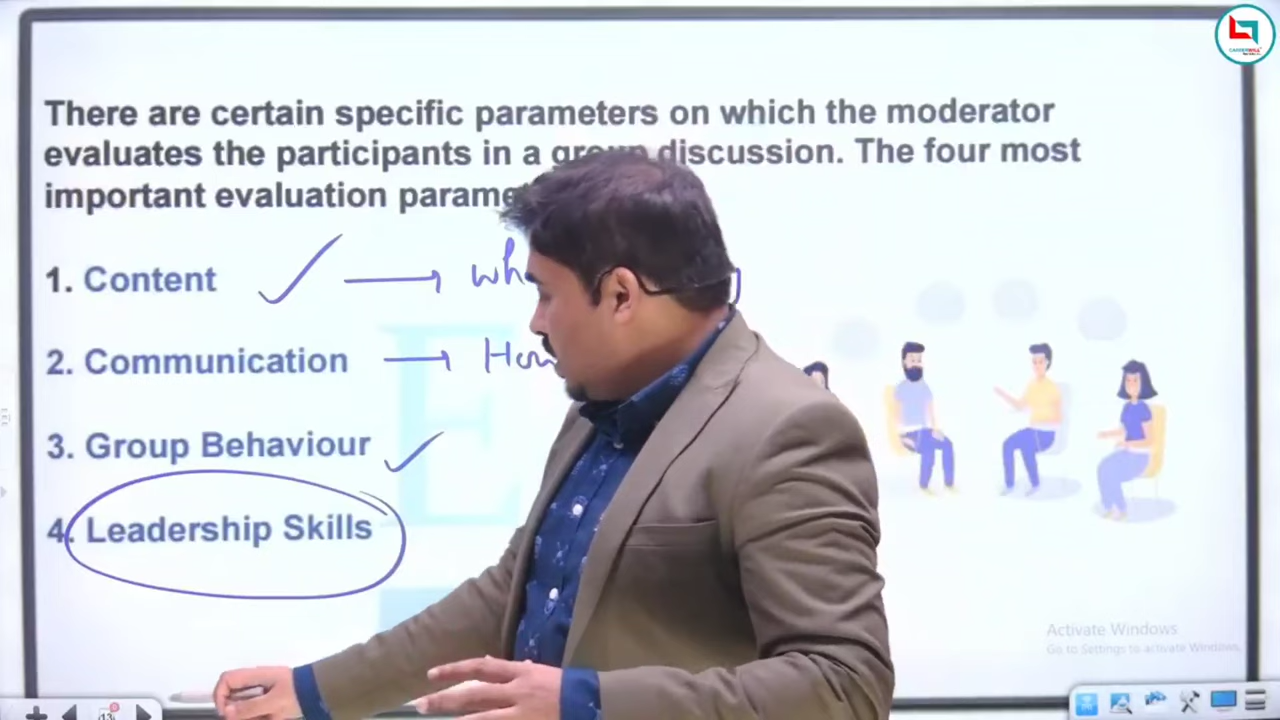 There are certain specific parameters on which the moderator
evaluates the participants in a group discussion. The four most
important evaluation
1. Content
2. Communication
3. Group Behaviour
4. Leadership Skills
Activate Windows
Go to Settings to activate Windows.